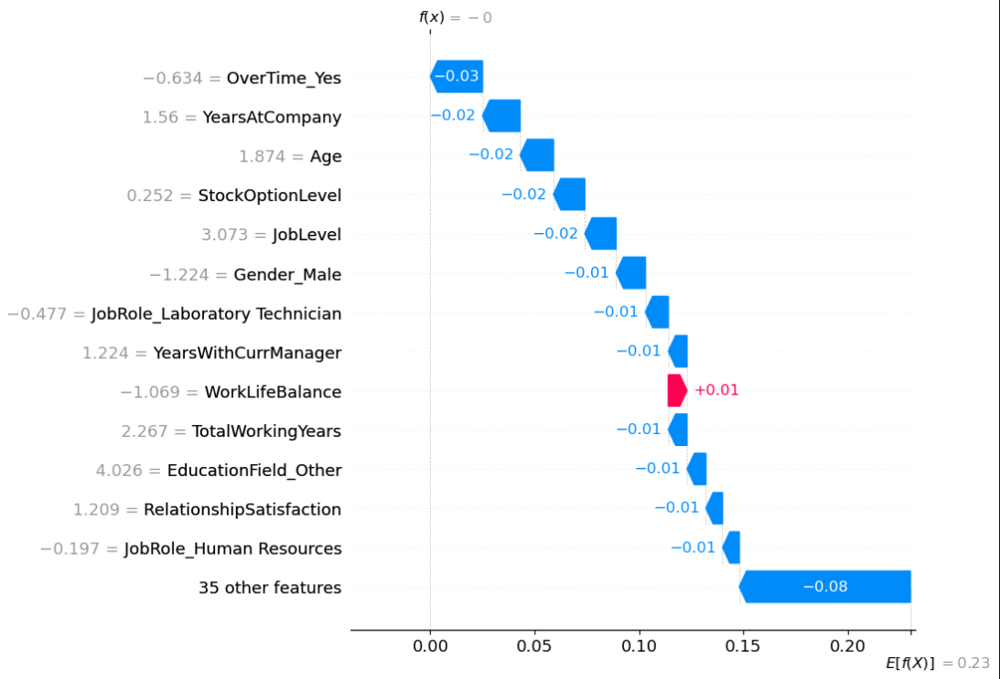 f(x) = −0
−0.634 = OverTime_Yes −0.03
1.56 = YearsAtCompany −0.02
1.874 = Age −0.02
0.252 = StockOptionLevel −0.02
3.073 = JobLevel −0.02
−1.224 = Gender_Male −0.01
−0.477 = JobRole_Laboratory Technician −0.01
1.224 = YearsWithCurrManager −0.01
−1.069 = WorkLifeBalance +0.01
2.267 = TotalWorkingYears −0.01
4.026 = EducationField_Other −0.01
1.209 = RelationshipSatisfaction −0.01
−0.197 = JobRole_Human Resources −0.01
35 other features −0.08
0.00 0.05 0.10 0.15 0.20
E[f(X)] = 0.23